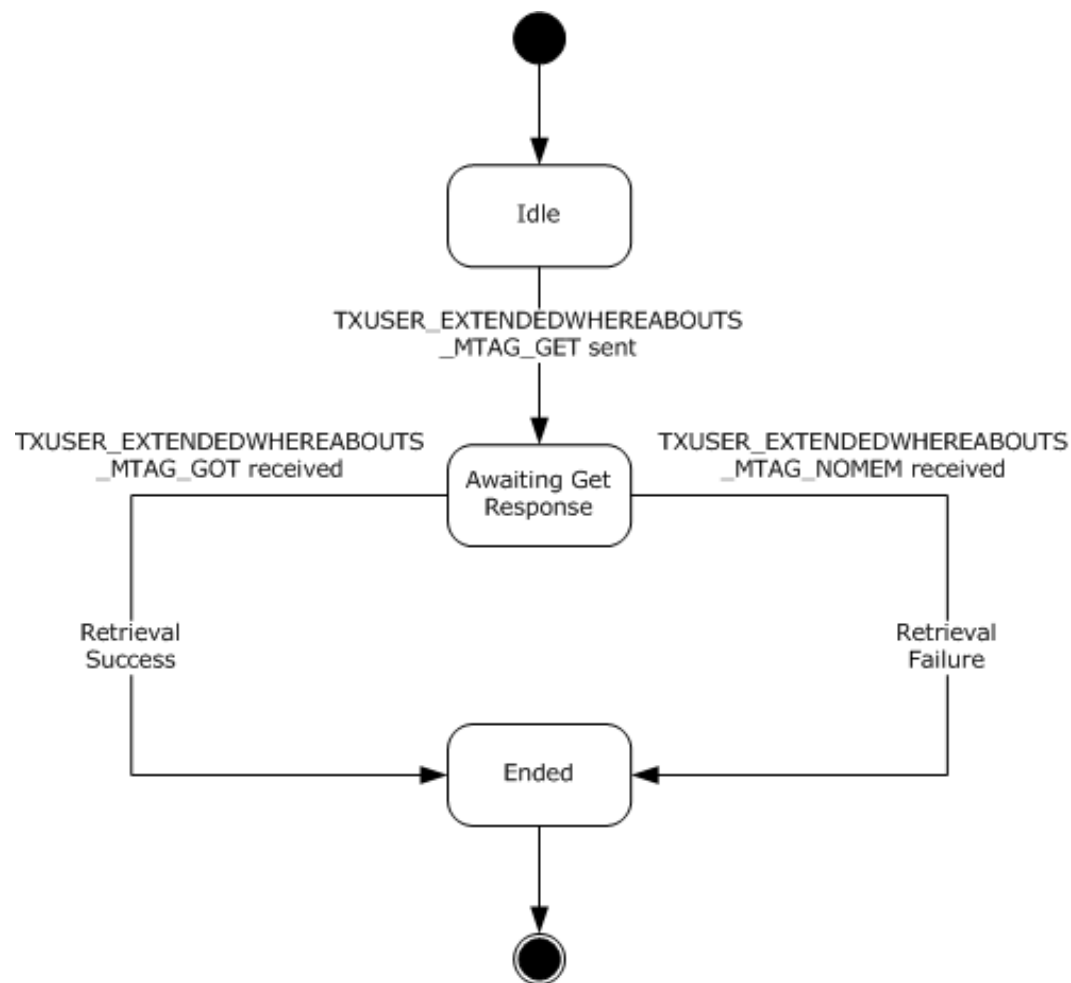 Idle
TXUSER_EXTENDEDWHEREABOUTS
_MTAG_GET sent
TXUSER_EXTENDEDWHEREABOUTS
_MTAG_GOT received
TXUSER_EXTENDEDWHEREABOUTS
_MTAG_NOMEM received
Awaiting Get
Response
Retrieval
Success
Retrieval
Failure
Ended